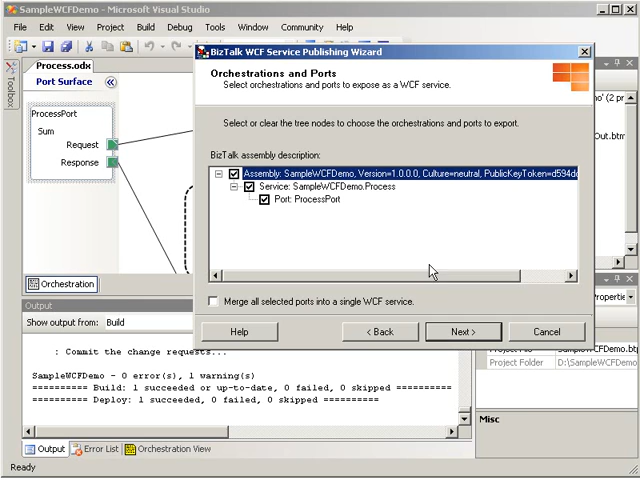 SampleWCFDemo - Microsoft Visual Studio
File Edit View Project Build Debug Tools Window Community Help
Toolbox
Process.odx
Port Surface
ProcessPort
Sum
Request
Response
Orchestration
BizTalk WCF Service Publishing Wizard
Orchestrations and Ports
Select orchestrations and ports to expose as a WCF service.
Select or clear the tree nodes to choose the orchestrations and ports to export.
BizTalk assembly description:
Assembly: SampleWCFDemo, Version=1.0.0.0, Culture=neutral, PublicKeyToken=d594dc
Service: SampleWCFDemo.Process
Port: ProcessPort
Merge all selected ports into a single WCF service.
Help < Back Next > Cancel
Out.btm
Output
Show output from: Build
: Commit the change requests...
SampleWCFDemo - 0 error(s), 1 warning(s)
========== Build: 1 succeeded or up-to-date, 0 failed, 0 skipped ==========
========== Deploy: 1 succeeded, 0 failed, 0 skipped ==========
Project Folder D:\SampleWCFDemo
Misc
Output Error List Orchestration View
Ready